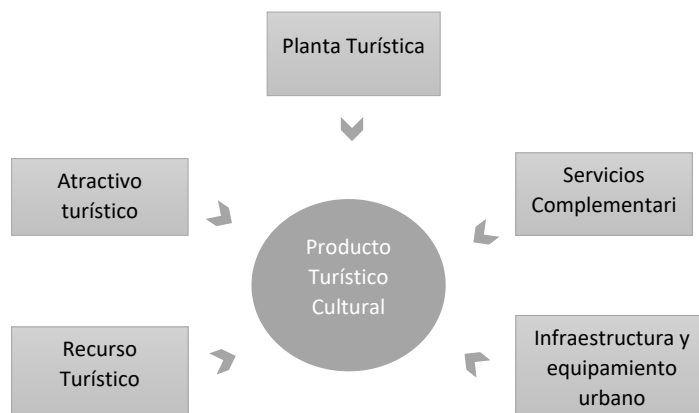 Planta Turística
Atractivo
turístico
Servicios
Complementari
Producto
Turístico
Cultural
Recurso
Turístico
Infraestructura y
equipamiento
urbano